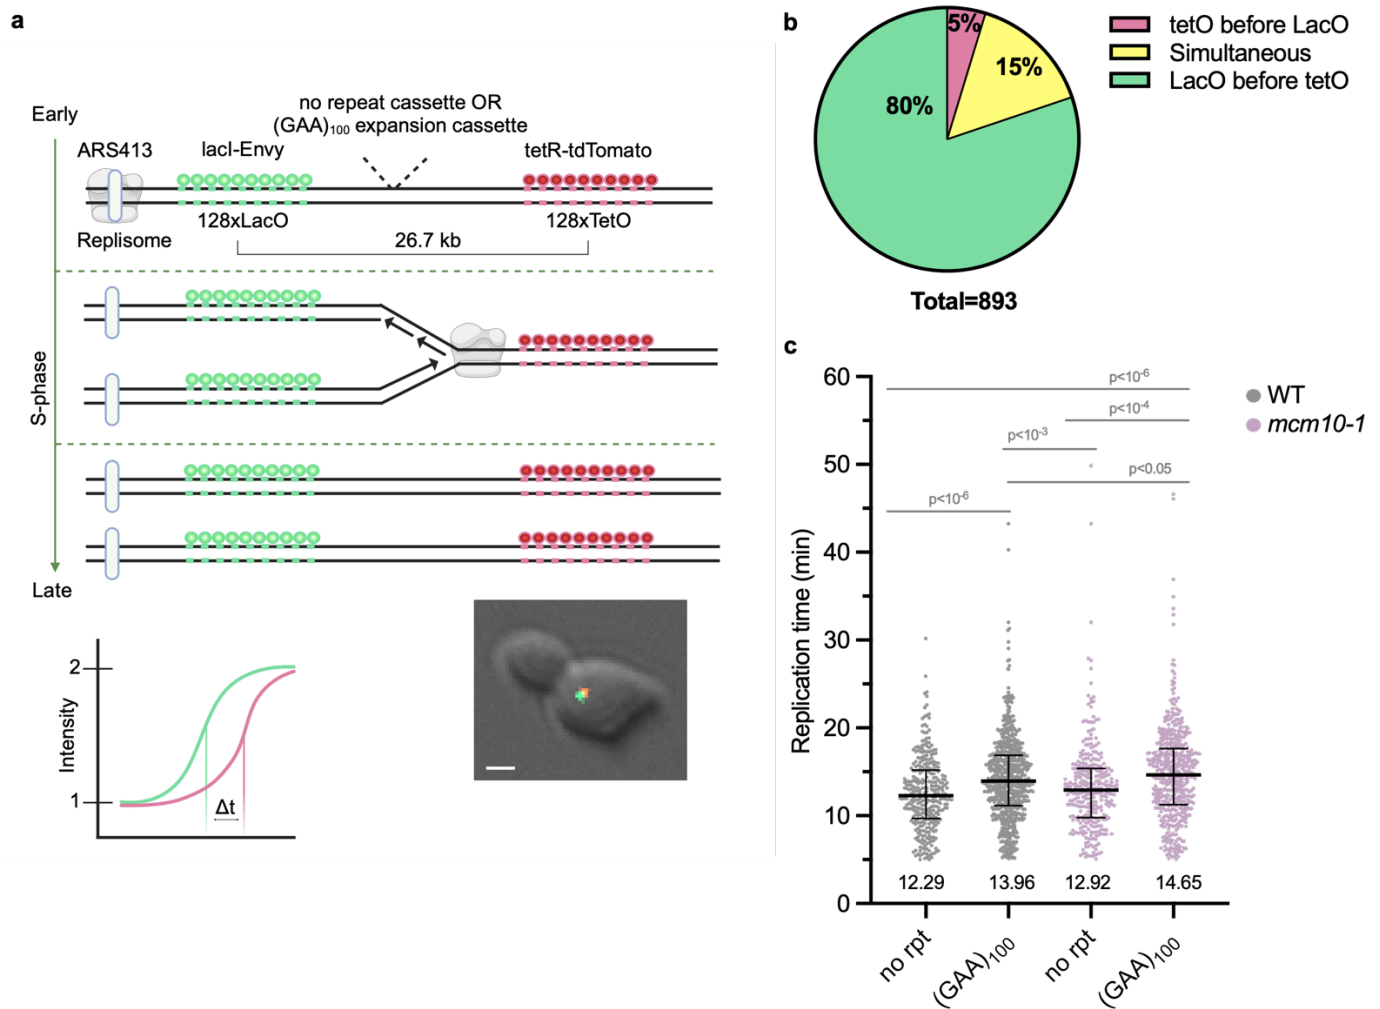 a
no repeat cassette OR
(GAA)₁₀₀ expansion cassette
Early
ARS413
lacI-Envy
tetR-tdTomato
128xLacO
128xTetO
Replisome
26.7 kb
S-phase
Late
2
Intensity
1
Δt
b
5%
15%
80%
Total=893
tetO before LacO
Simultaneous
LacO before tetO
c
60
50
40
30
20
10
0
Replication time (min)
p<10⁻⁶
p<10⁻⁴
p<10⁻³
p<0.05
p<10⁻⁶
WT
mcm10-1
12.29
13.96
12.92
14.65
no rpt
(GAA)₁₀₀
no rpt
(GAA)₁₀₀